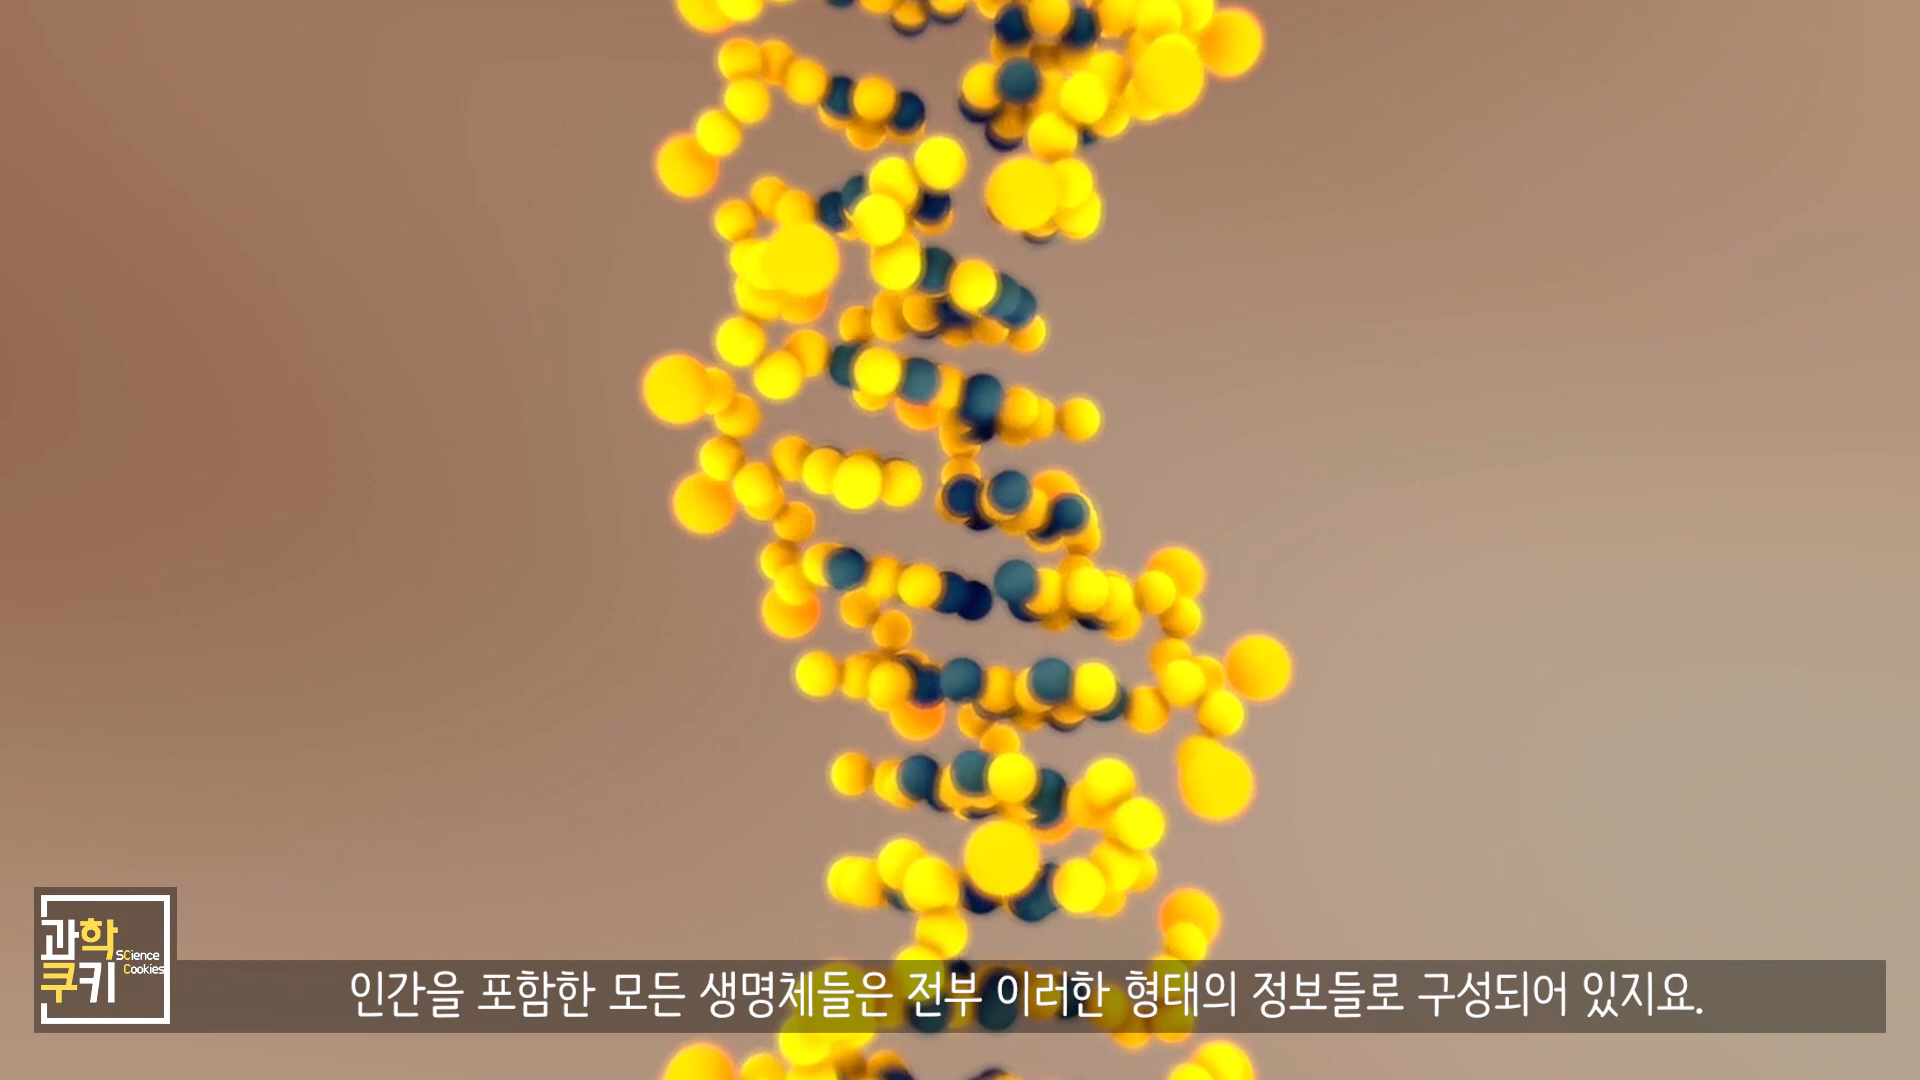 과학
SCience
쿠키
Cookies
인간을 포함한 모든 생명체들은 전부 이러한 형태의 정보들로 구성되어 있지요.